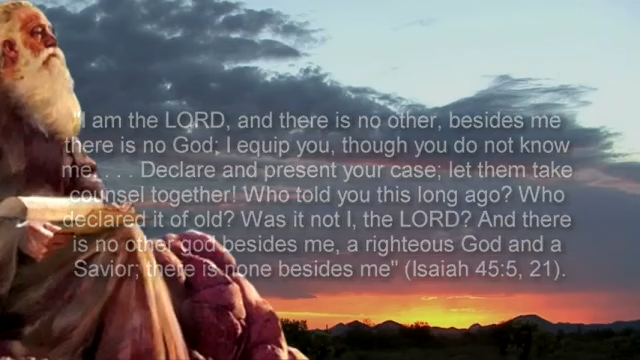 "I am the LORD, and there is no other, besides me
there is no God; I equip you, though you do not know
me . . . . Declare and present your case; let them take
counsel together! Who told you this long ago? Who
declared it of old? Was it not I, the LORD? And there
is no other god besides me, a righteous God and a
Savior; there is none besides me" (Isaiah 45:5, 21).